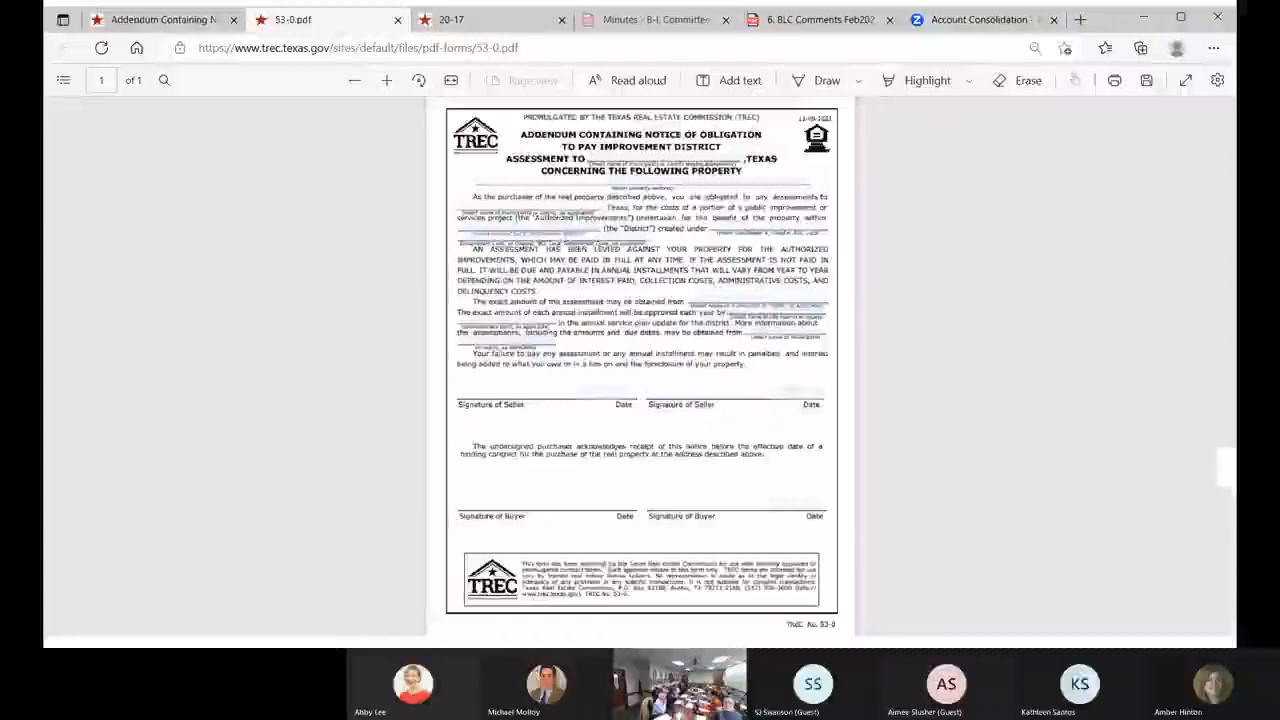 Addendum Containing N
53-0.pdf
20-17
Minutes - B-L Committee
6. BLC Comments Feb202
Account Consolidation -
https://www.trec.texas.gov/sites/default/files/pdf-forms/53-0.pdf
1 of 1
Page view
Read aloud
Add text
Draw
Highlight
Erase
PROMULGATED BY THE TEXAS REAL ESTATE COMMISSION (TREC)
TREC
ADDENDUM CONTAINING NOTICE OF OBLIGATION
TO PAY IMPROVEMENT DISTRICT
ASSESSMENT TO , TEXAS
CONCERNING THE FOLLOWING PROPERTY
As the purchaser of the real property described above, you are obligated to pay assessments to
Texas, for the costs of a portion of a public improvement or
services project (the "Authorized Improvements") undertaken for the benefit of the property within
(the "District") created under
AN ASSESSMENT HAS BEEN LEVIED AGAINST YOUR PROPERTY FOR THE AUTHORIZED
IMPROVEMENTS, WHICH MAY BE PAID IN FULL AT ANY TIME. IF THE ASSESSMENT IS NOT PAID IN
FULL, IT WILL BE DUE AND PAYABLE IN ANNUAL INSTALLMENTS THAT WILL VARY FROM YEAR TO YEAR
DEPENDING ON THE AMOUNT OF INTEREST PAID, COLLECTION COSTS, ADMINISTRATIVE COSTS, AND
DELINQUENCY COSTS.
The exact amount of the assessment may be obtained from
The exact amount of each annual installment will be approved each year by
in the annual service plan update for the district. More information about
the assessments, including the amounts and due dates, may be obtained from
Your failure to pay any assessment or any annual installment may result in penalties and interest
being added to what you owe or in a lien on and the foreclosure of your property.
Signature of Seller Date Signature of Seller Date
The undersigned purchaser acknowledges receipt of this notice before the effective date of a
binding contract for the purchase of the real property at the address described above.
Signature of Buyer Date Signature of Buyer Date
TREC
TREC No. 53-0
Abby Lee
Michael Molloy
SS
SJ Swanson (Guest)
AS
Aimee Slusher (Guest)
KS
Kathleen Santos
Amber Hinton